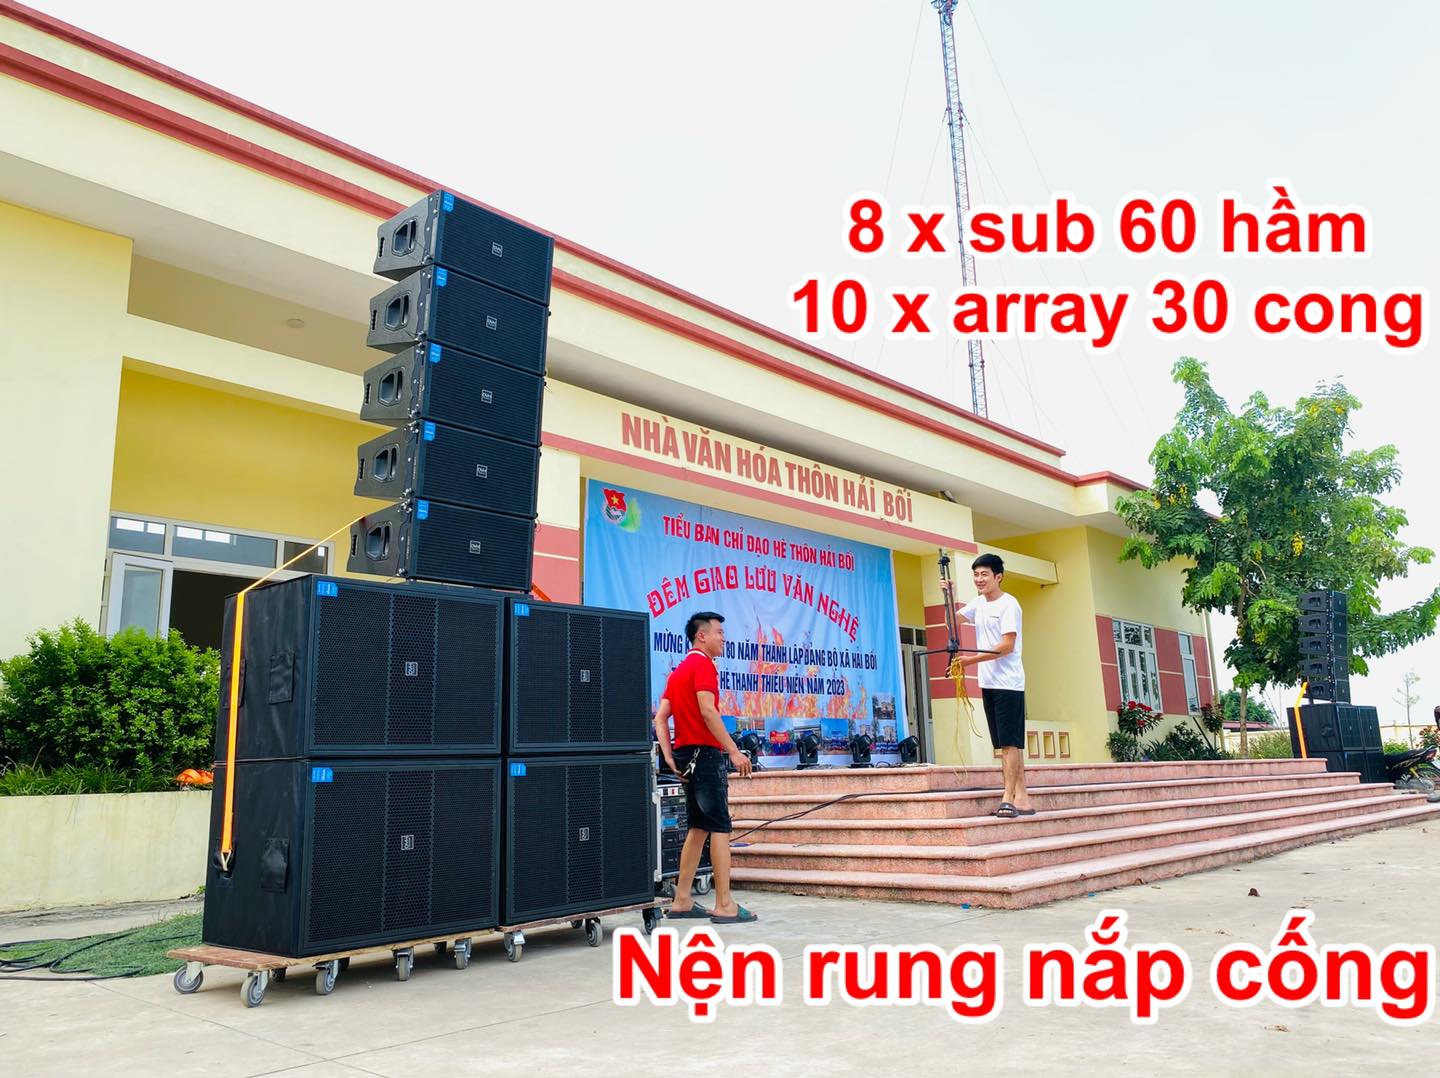 8 x sub 60 hầm
10 x array 30 cong
NHÀ VĂN HÓA THÔN HẢI BỐI
TIỂU BAN CHỈ ĐẠO HÈ THÔN HẢI BỐI
ĐÊM GIAO LƯU VĂN NGHỆ
MỪNG
80 NĂM THÀNH LẬP ĐẢNG BỘ XÃ HẢI BỐI
HÈ THANH THIẾU NIÊN NĂM 2023
Nện rung nắp cống